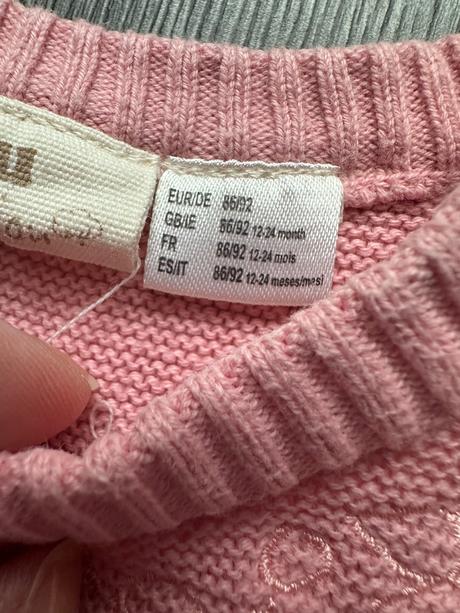 EUR/DE 86/92
GB/IE 86/92 12-24 month
FR 86/92 12-24 mois
ES/IT 86/92 12-24 meses/mesi